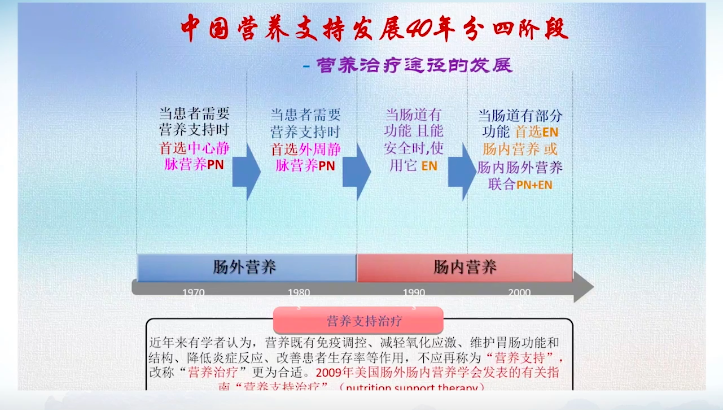 中国营养支持发展40年分四阶段
- 营养治疗途径的发展
当患者需要
营养支持时
首选中心静
脉营养PN
当患者需要
营养支持时
首选外周静
脉营养PN
当肠道有
功能 且能
安全时,使
用它 EN
当肠道有部分
功能 首选EN
肠内营养 或
肠内肠外营养
联合PN+EN
肠外营养
肠内营养
1970
1980
1990
2000
营养支持治疗
近年来有学者认为，营养既有免疫调控、减轻氧化应激、维护胃肠功能和
结构、降低炎症反应、改善患者生存率等作用，不应再称为“营养支持”，
改称“营养治疗”更为合适。2009年美国肠外肠内营养学会发表的有关指
南“营养支持治疗”（nutrition support therapy）